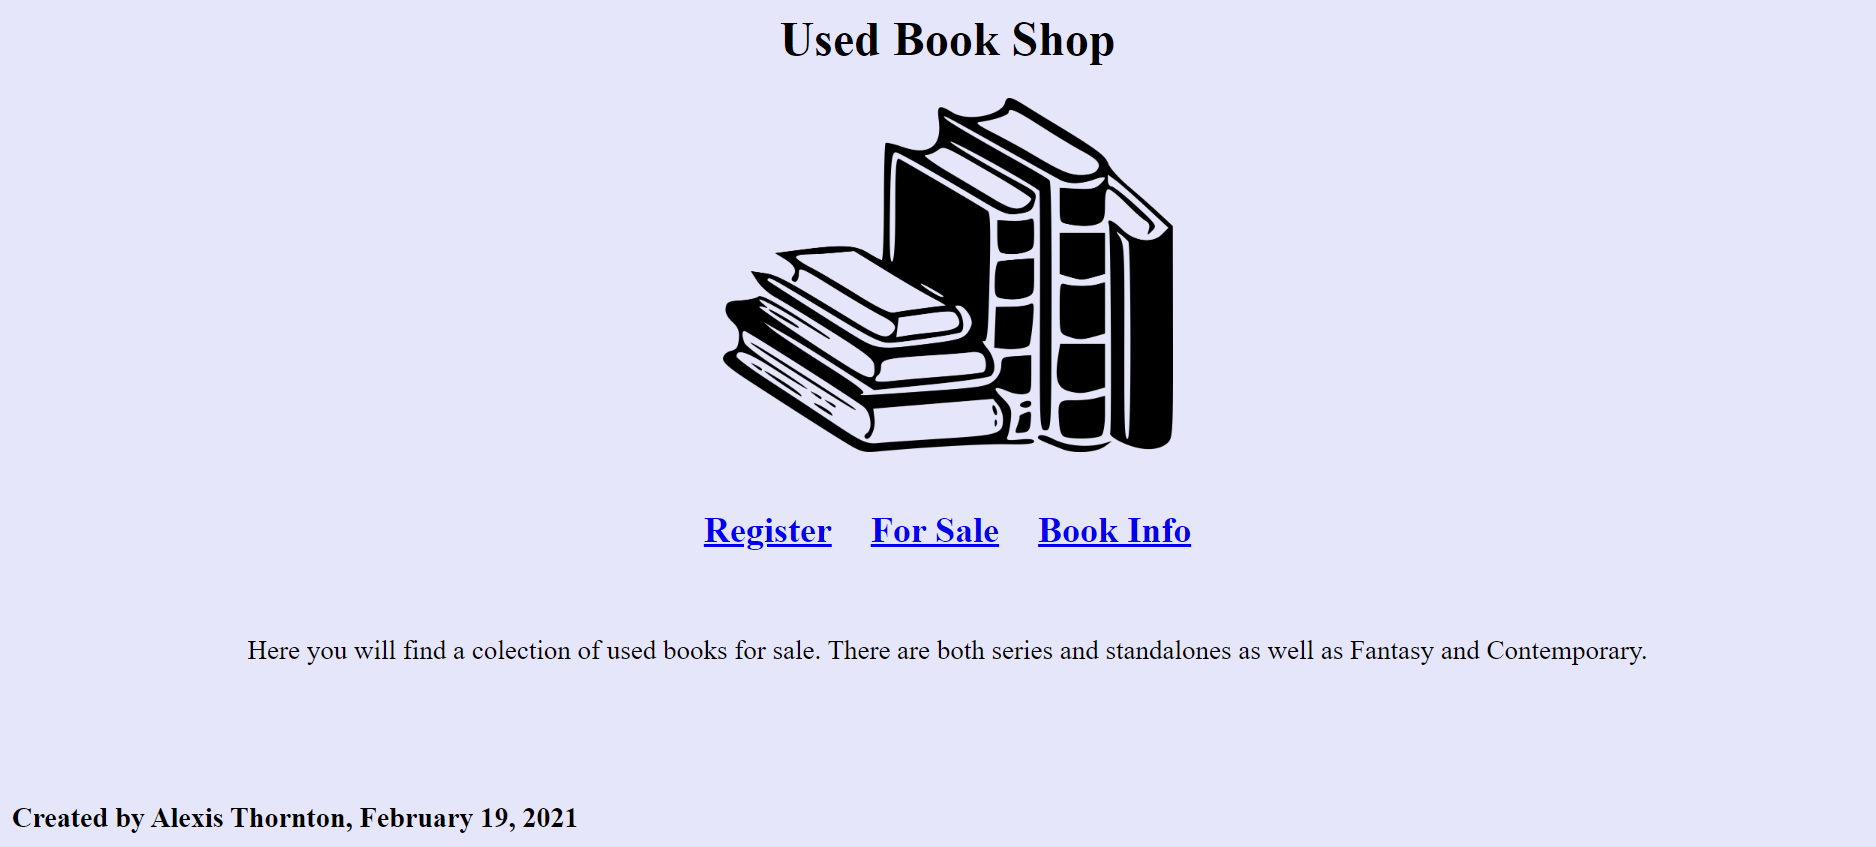 Used Book Shop
Register For Sale Book Info
Here you will find a colection of used books for sale. There are both series and standalones as well as Fantasy and Contemporary.
Created by Alexis Thornton, February 19, 2021